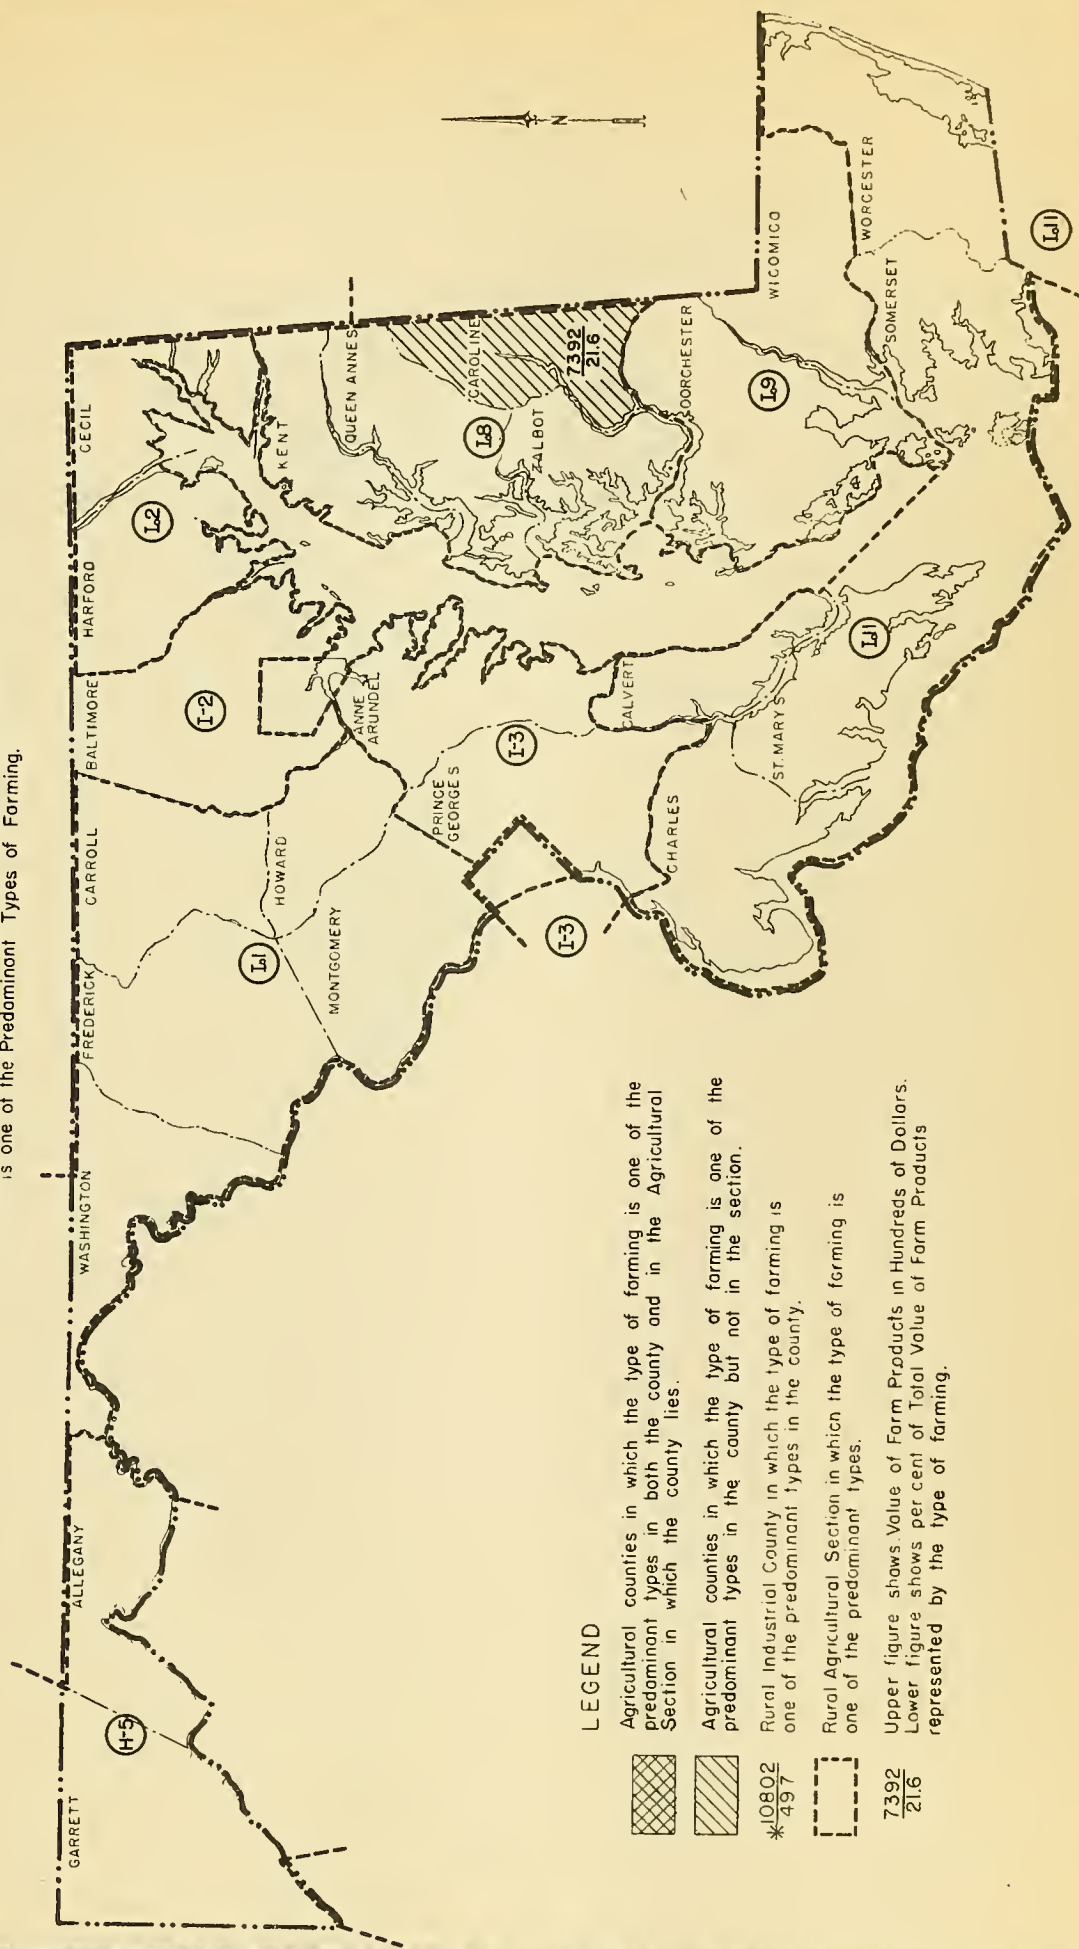 is one of the Predominant Types of Farming.
GARRETT
ALLEGANY
WASHINGTON
FREDERICK
CARROLL
BALTIMORE
HARFORD
CECIL
H-5
I-1
HOWARD
MONTGOMERY
I-2
I-2
KENT
QUEEN ANNE'S
CAROLINE
7392
21.6
I-8
TALBOT
DORCHESTER
ANNE
ARUNDEL
PRINCE
GEORGE'S
I-3
I-3
CALVERT
CHARLES
ST. MARY'S
I-11
I-9
WICOMICO
WORCESTER
SOMERSET
I-11
N
LEGEND
Agricultural counties in which the type of farming is one of the
predominant types in both the county and in the Agricultural
Section in which the county lies.
Agricultural counties in which the type of farming is one of the
predominant types in the county but not in the section.
*10802
497
Rural Industrial County in which the type of farming is
one of the predominant types in the county.
Rural Agricultural Section in which the type of farming is
one of the predominant types.
7392
21.6
Upper figure shows Value of Farm Products in Hundreds of Dollars.
Lower figure shows per cent of Total Value of Farm Products
represented by the type of farming.